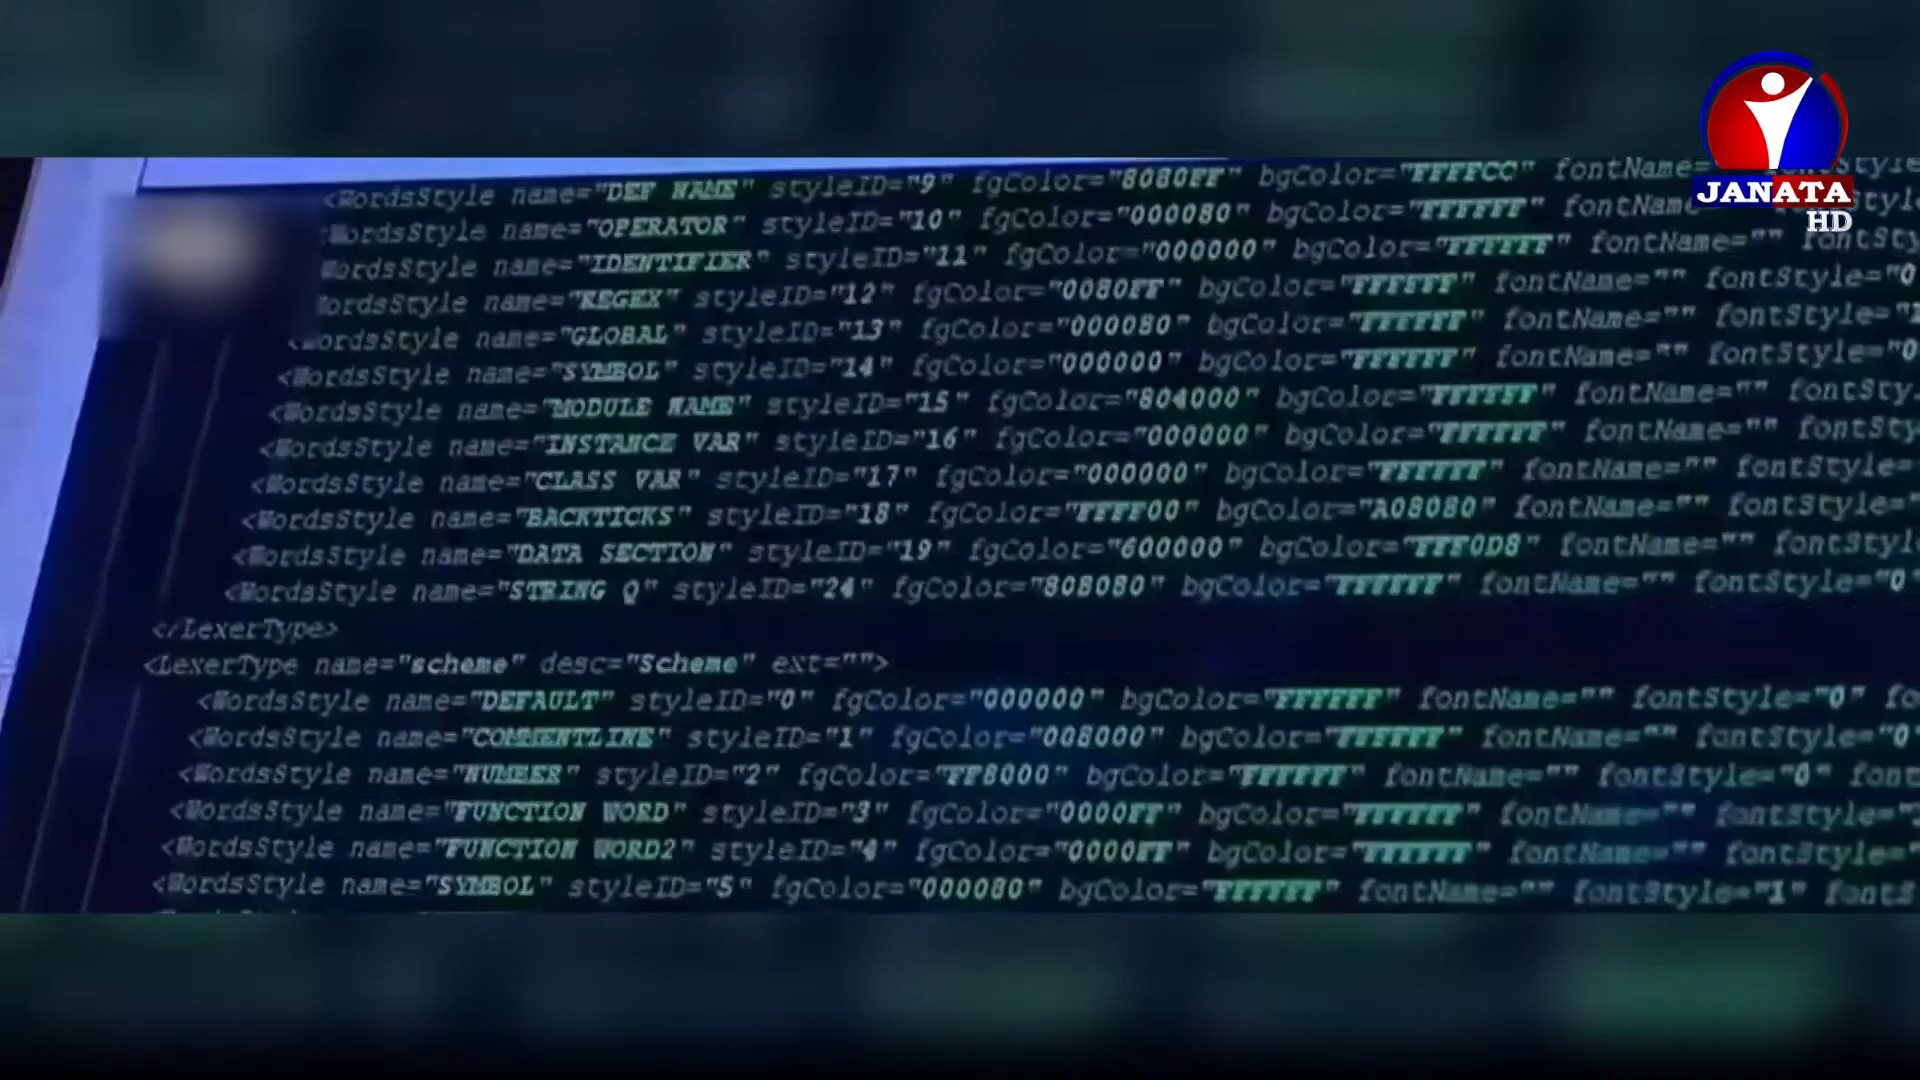 <WordsStyle name="DEF NAME" styleID="9" fgColor="8080FF" bgColor="FFFFCC" fontName=
WordsStyle name="OPERATOR" styleID="10" fgColor="000080" bgColor="FFFFFF" fontName
WordsStyle name="IDENTIFIER" styleID="11" fgColor="000000" bgColor="FFFFFF" fontName="" fontSty
WordsStyle name="REGEX" styleID="12" fgColor="0080FF" bgColor="FFFFFF" fontName="" fontStyle="0
<WordsStyle name="GLOBAL" styleID="13" fgColor="000080" bgColor="FFFFFF" fontName="" fontStyle="1
<WordsStyle name="SYMBOL" styleID="14" fgColor="000000" bgColor="FFFFFF" fontName="" fontStyle="0
<WordsStyle name="MODULE NAME" styleID="15" fgColor="804000" bgColor="FFFFFF" fontName="" fontSty
<WordsStyle name="INSTANCE VAR" styleID="16" fgColor="000000" bgColor="FFFFFF" fontName="" fontSty
<WordsStyle name="CLASS VAR" styleID="17" fgColor="000000" bgColor="FFFFFF" fontName="" fontStyle=
<WordsStyle name="BACKTICKS" styleID="18" fgColor="FFFF00" bgColor="A08080" fontName="" fontStyle="
<WordsStyle name="DATA SECTION" styleID="19" fgColor="600000" bgColor="FFF0D8" fontName="" fontStyl
<WordsStyle name="STRING Q" styleID="24" fgColor="808080" bgColor="FFFFFF" fontName="" fontStyle="0
</LexerType>
<LexerType name="scheme" desc="Scheme" ext="">
<WordsStyle name="DEFAULT" styleID="0" fgColor="000000" bgColor="FFFFFF" fontName="" fontStyle="0" fo
<WordsStyle name="COMMENTLINE" styleID="1" fgColor="008000" bgColor="FFFFFF" fontName="" fontStyle="0"
<WordsStyle name="NUMBER" styleID="2" fgColor="FF8000" bgColor="FFFFFF" fontName="" fontStyle="0" font
<WordsStyle name="FUNCTION WORD" styleID="3" fgColor="0000FF" bgColor="FFFFFF" fontName="" fontStyle="
<WordsStyle name="FUNCTION WORD2" styleID="4" fgColor="0000FF" bgColor="FFFFFF" fontName="" fontStyle="
<WordsStyle name="SYMBOL" styleID="5" fgColor="000080" bgColor="FFFFFF" fontName="" fontStyle="1" fontS
JANATA
HD